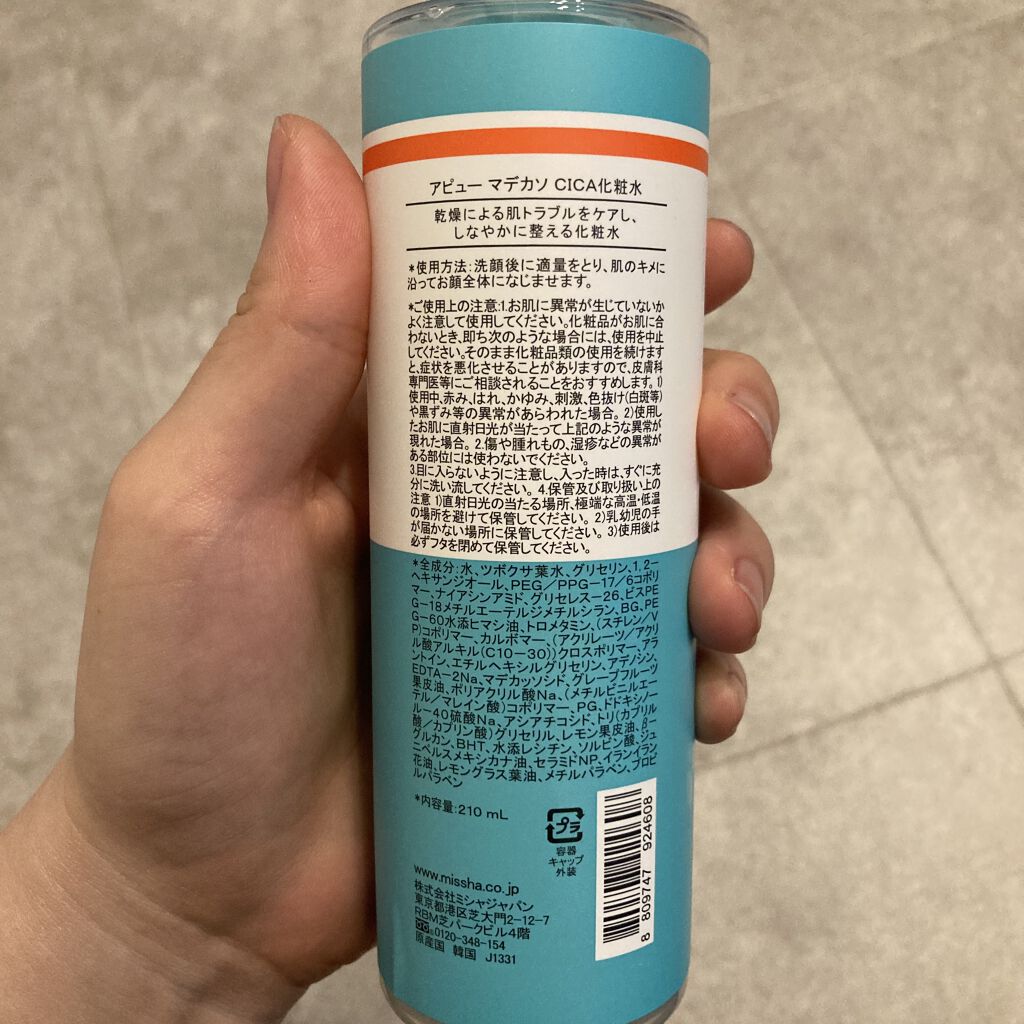 アピュー マデカソ CICA化粧水
乾燥による肌トラブルをケアし、
しなやかに整える化粧水
*使用方法:洗顔後に適量をとり、肌のキメに
沿ってお顔全体になじませます。
*ご使用上の注意:1.お肌に異常が生じていないか
よく注意して使用してください。化粧品がお肌に合
わないとき、即ち次のような場合には、使用を中止
してください。そのまま化粧品類の使用を続けます
と、症状を悪化させることがありますので、皮膚科
専門医等にご相談されることをおすすめします。1)
使用中、赤み、はれ、かゆみ、刺激、色抜け(白斑等)
や黒ずみ等の異常があらわれた場合。2)使用し
たお肌に直射日光が当たって上記のような異常が
現れた場合。2.傷や腫れもの、湿疹などの異常が
ある部位には使わないでください。
3.目に入らないように注意し、入った時は、すぐに充
分に洗い流してください。4.保管及び取り扱い上の
注意 1)直射日光の当たる場所、極端な高温・低温
の場所を避けて保管してください。2)乳幼児の手
が届かない場所に保管してください。3)使用後は
必ずフタを閉めて保管してください。
*全成分:水、ツボクサ葉水、グリセリン、1,2-
ヘキサンジオール、PEG/PPG-17/6コポリ
マー、ナイアシンアミド、グリセレス-26、ビスPE
G-18メチルエーテルジメチルシラン、BG、PE
G-60水添ヒマシ油、トロメタミン、(スチレン/V
P)コポリマー、カルボマー、(アクリレーツ/アクリ
ル酸アルキル(C10-30))クロスポリマー、アラ
ントイン、エチルヘキシルグリセリン、アデノシン、
EDTA-2Na、マデカッソシド、グレープフルーツ
果皮油、ポリアクリル酸Na、(メチルビニルエー
テル/マレイン酸)コポリマー、PG、ドドキシノー
ル-40硫酸Na、アシアチコシド、トリ(カプリル
酸/カプリン酸)グリセリル、レモン果皮油、β-
グルカン、BHT、水添レシチン、ソルビン酸、ジュ
ニペルスメキシカナ油、セラミドNP、イランイラン
花油、レモングラス葉油、メチルパラベン、プロピ
ルパラベン
*内容量:210 mL
プラ
容器
キャップ
外装
www.missha.co.jp
株式会社ミシャジャパン
東京都港区芝大門2-12-7
RBM芝パークビル4階
0120-348-154
原産国 韓国 J1331
8 809747 924608